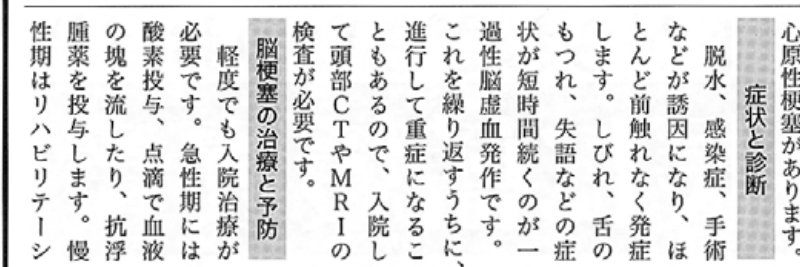 心原性梗塞があります。
症状と診断
脱水、感染症、手術
などが誘因になり、ほ
とんど前触れなく発症
します。しびれ、舌の
もつれ、失語などの症
状が短時間続くのが一
過性脳虚血発作です。
これを繰り返すうちに、
進行して重症になるこ
ともあるので、入院し
て頭部CTやMRIの
検査が必要です。
脳梗塞の治療と予防
軽度でも入院治療が
必要です。急性期には
酸素投与、点滴で血液
の塊を流したり、抗浮
腫薬を投与します。慢
性期はリハビリテーシ